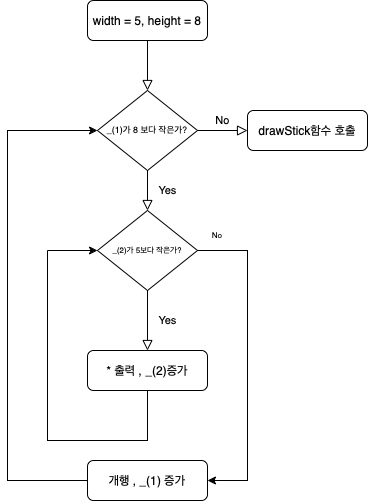 width = 5, height = 8
_(1)가 8 보다 작은가?
No
drawStick함수 호출
Yes
_(2)가 5보다 작은가?
No
Yes
* 출력 , _(2)증가
개행 , _(1) 증가